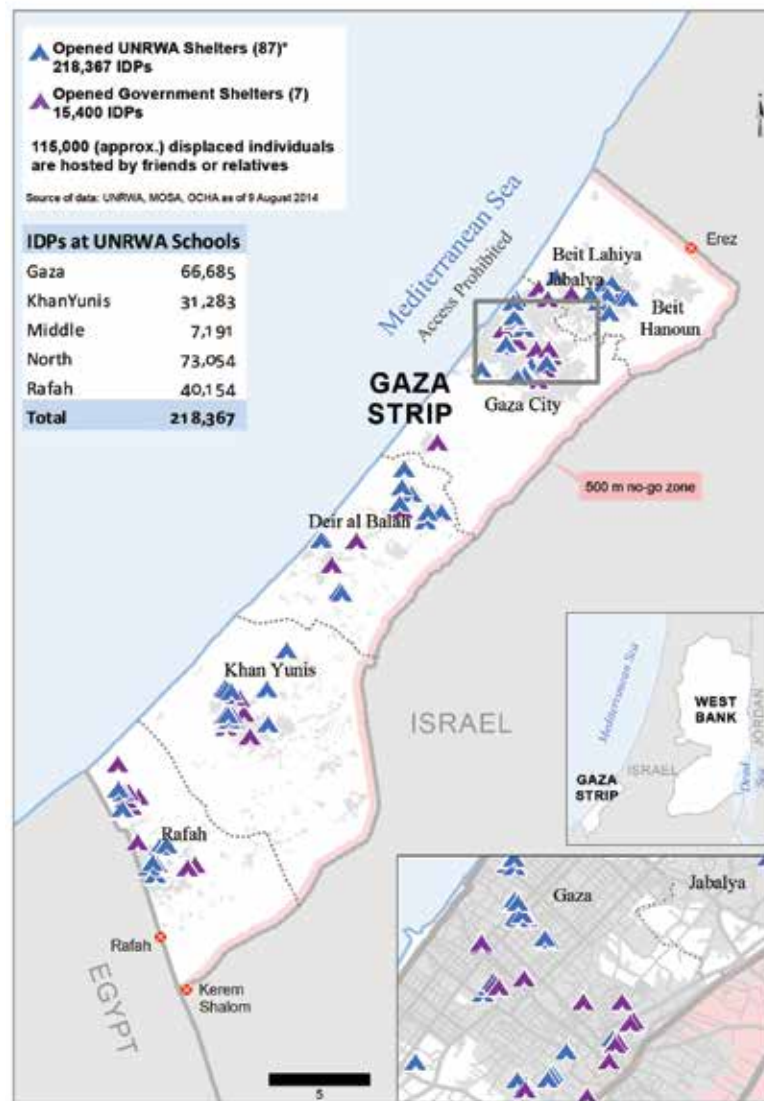 Opened UNRWA Shelters (87)*
218,367 IDPs
Opened Government Shelters (7)
15,400 IDPs
115,000 (approx.) displaced individuals
are hosted by friends or relatives
Source of data: UNRWA, MOSA, OCHA as of 9 August 2014
IDPs at UNRWA Schools
Gaza 66,685
KhanYunis 31,283
Middle 7,191
North 73,054
Rafah 40,154
Total 218,367
Mediterranean Sea
Access Prohibited
Erez
Beit Lahiya
Jabalya
Beit
Hanoun
GAZA
STRIP
Gaza City
500 m no-go zone
Deir al Balah
Khan Yunis
ISRAEL
Rafah
Rafah
Kerem
Shalom
EGYPT
5
Mediterranean Sea
WEST
BANK
JORDAN
ISRAEL
Dead
Sea
GAZA
STRIP
Gaza
Jabalya